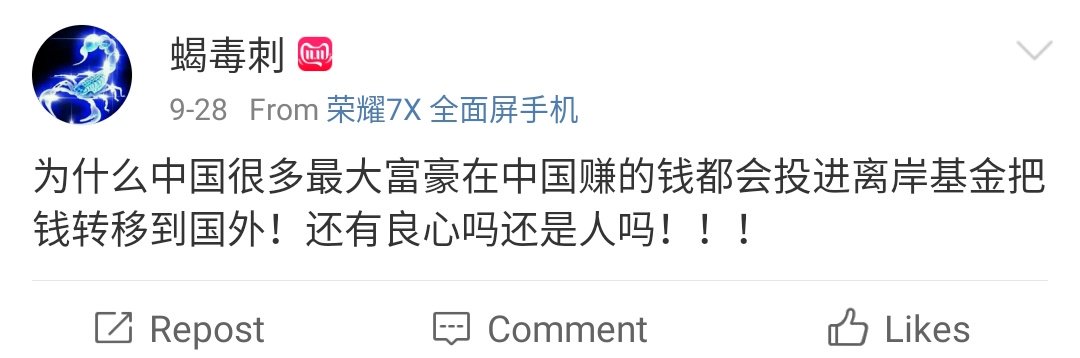 蝎毒刺
9-28 From 荣耀7X 全面屏手机
为什么中国很多最大富豪在中国赚的钱都会投进离岸基金把
钱转移到国外！还有良心吗还是人吗！！！
Repost Comment Likes